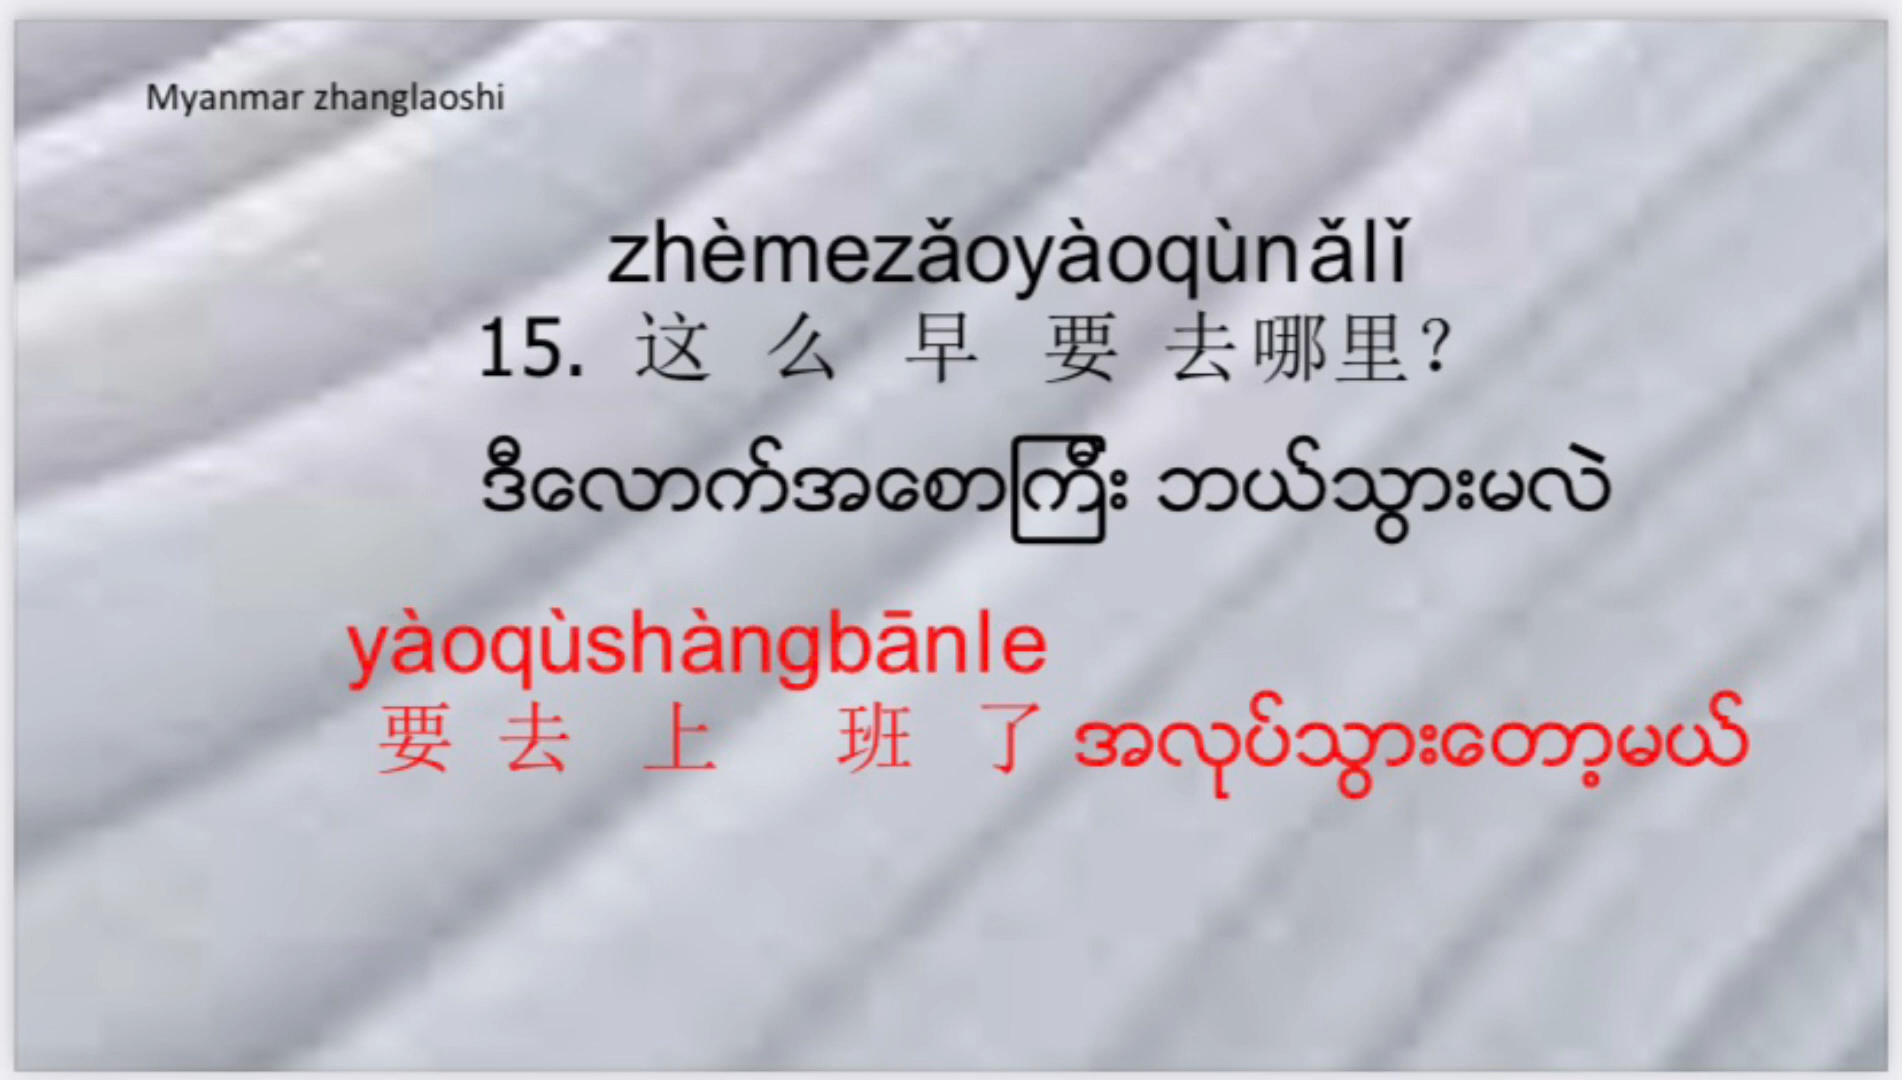 Myanmar zhanglaoshi
zhèmezǎoyàoqùnǎlǐ
15. 这 么 早 要 去哪里?
ဒီလောက်အစောကြီး ဘယ်သွားမလဲ
yàoqùshàngbānle
要 去 上 班 了 အလုပ်သွားတော့မယ်